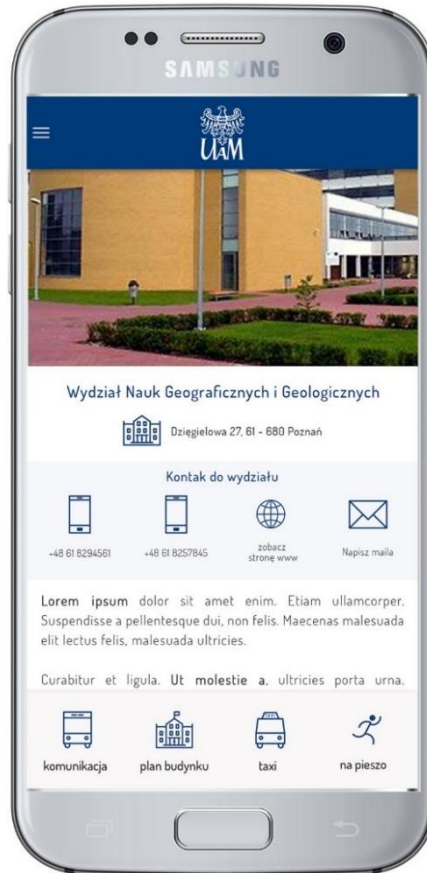 SAMSUNG
UAM
Wydział Nauk Geograficznych i Geologicznych
Dzięgielowa 27, 61 - 680 Poznań
Kontak do wydziału
+48 61 8294561
+48 61 8257845
zobacz
stronę www
Napisz maila
Lorem ipsum dolor sit amet enim. Etiam ullamcorper.
Suspendisse a pellentesque dui, non felis. Maecenas malesuada
elit lectus felis, malesuada ultricies.
Curabitur et ligula. Ut molestie a, ultricies porta urna.
komunikacja
plan budynku
taxi
na pieszo